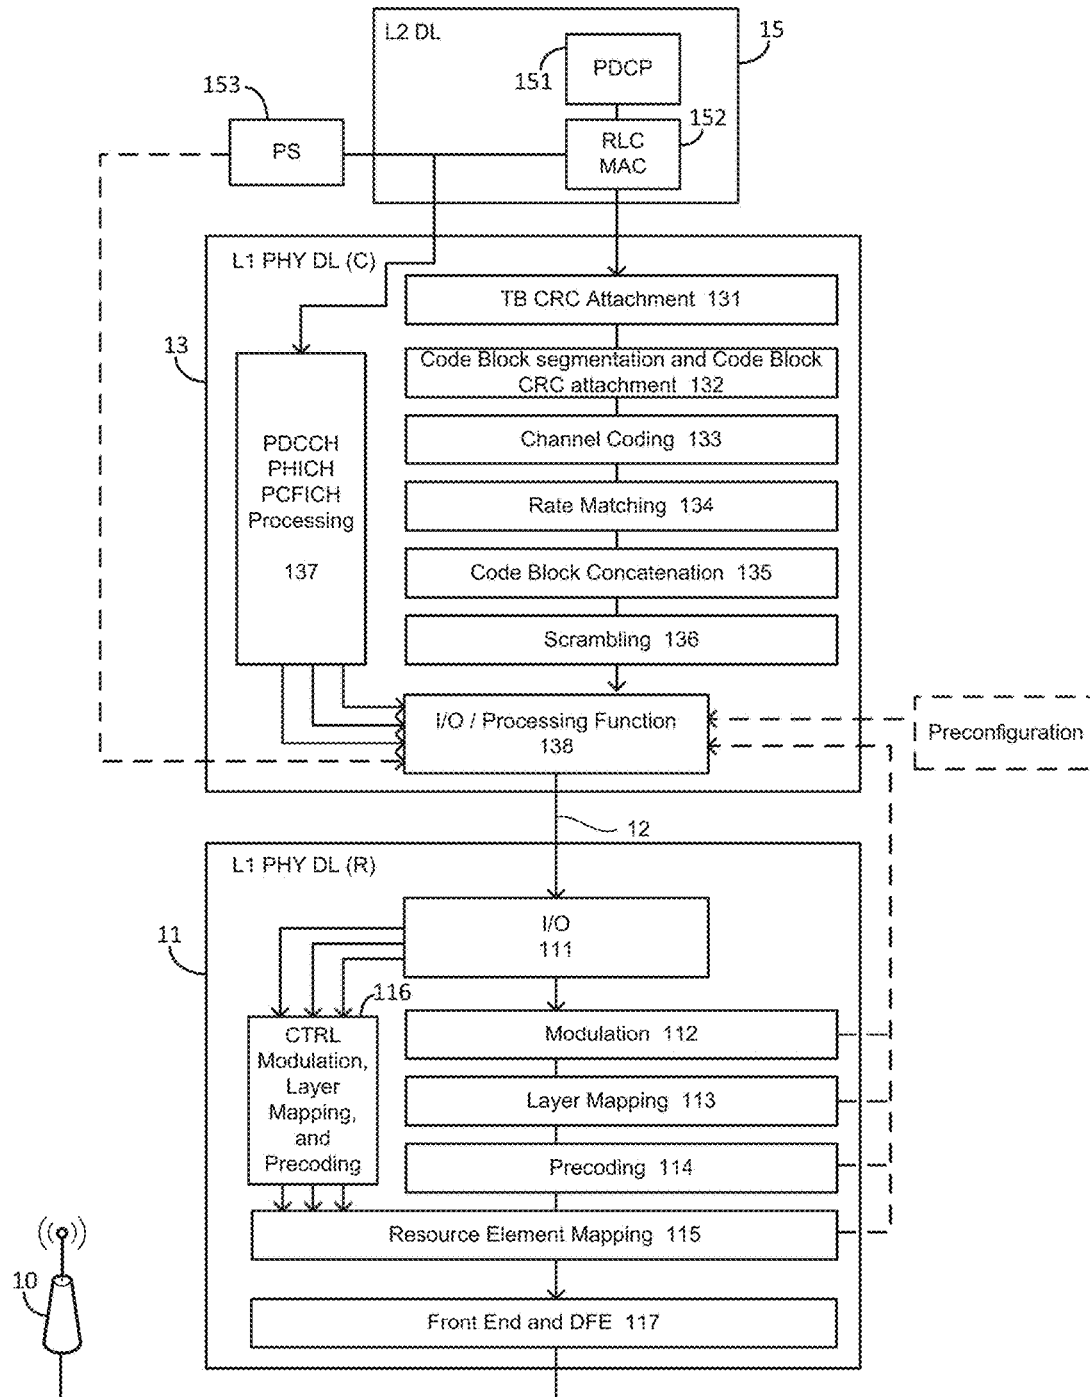 L2 DL
15
PDCP
151
153
152
PS
RLC
MAC
L1 PHY DL (C)
TB CRC Attachment 131
13
Code Block segmentation and Code Block
CRC attachment 132
PDCCH
PHICH
PCFICH
Processing
137
Channel Coding 133
Rate Matching 134
Code Block Concatenation 135
Scrambling 136
I/O / Processing Function
138
Preconfiguration
12
L1 PHY DL (R)
I/O
111
11
116
CTRL
Modulation,
Layer
Mapping,
and
Precoding
Modulation 112
Layer Mapping 113
Precoding 114
Resource Element Mapping 115
10
Front End and DFE 117